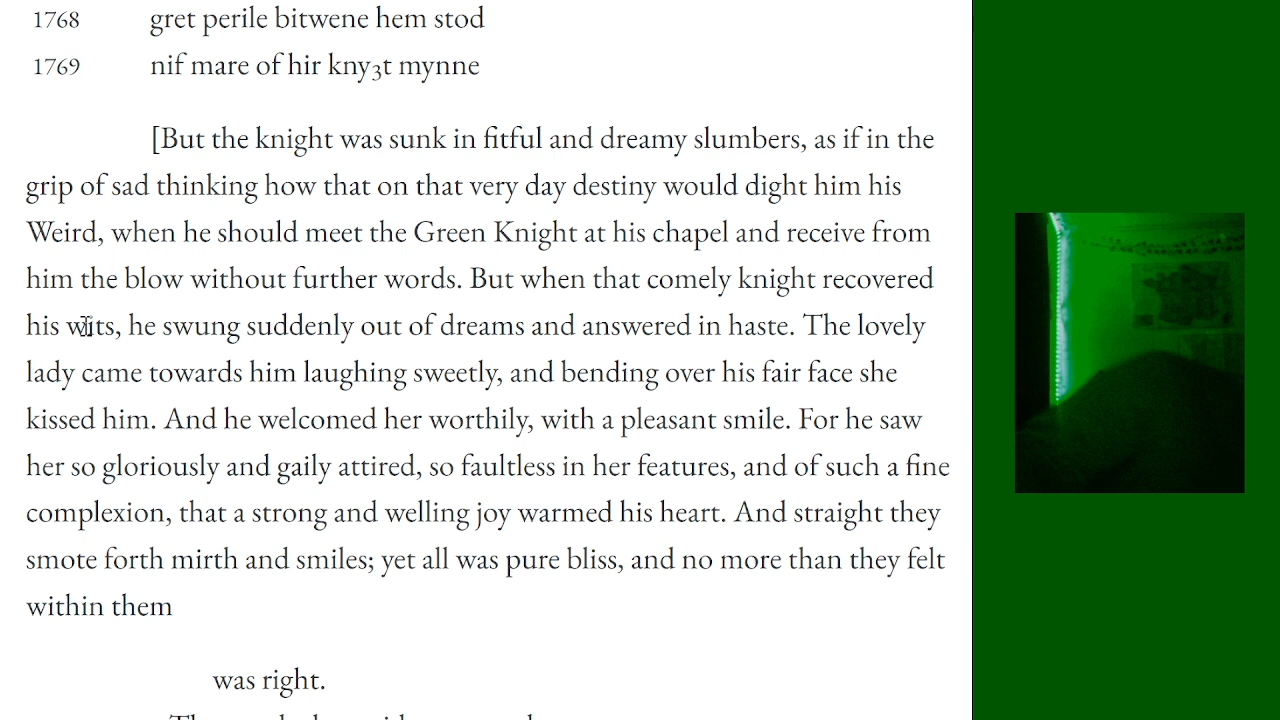 1768 gret perile bitwene hem stod
1769 nif mare of hir knyȝt mynne
[But the knight was sunk in fitful and dreamy slumbers, as if in the
grip of sad thinking how that on that very day destiny would dight him his
Weird, when he should meet the Green Knight at his chapel and receive from
him the blow without further words. But when that comely knight recovered
his wits, he swung suddenly out of dreams and answered in haste. The lovely
lady came towards him laughing sweetly, and bending over his fair face she
kissed him. And he welcomed her worthily, with a pleasant smile. For he saw
her so gloriously and gaily attired, so faultless in her features, and of such a fine
complexion, that a strong and welling joy warmed his heart. And straight they
smote forth mirth and smiles; yet all was pure bliss, and no more than they felt
within them
was right.